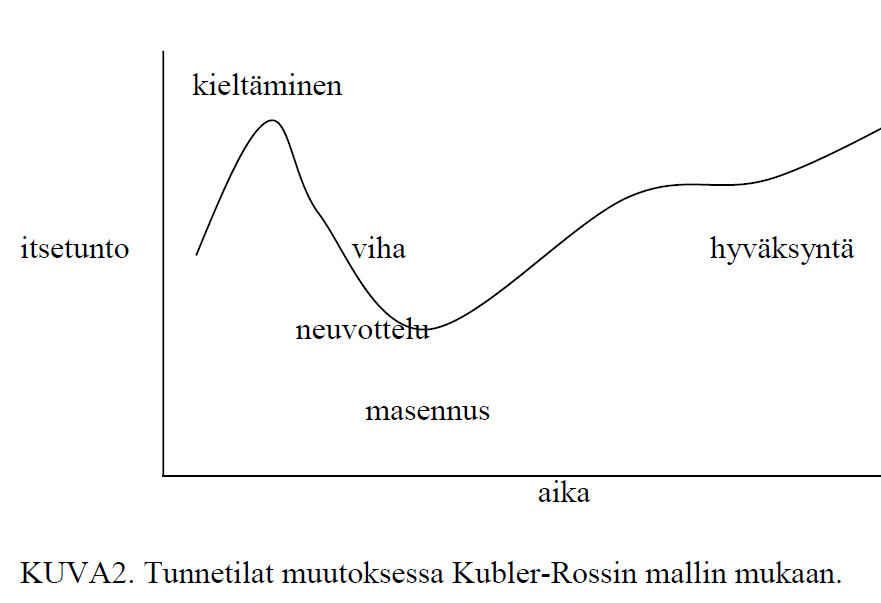 kieltäminen
itsetunto
viha
hyväksyntä
neuvottelu
masennus
aika
KUVA2. Tunnetilat muutoksessa Kubler-Rossin mallin mukaan.